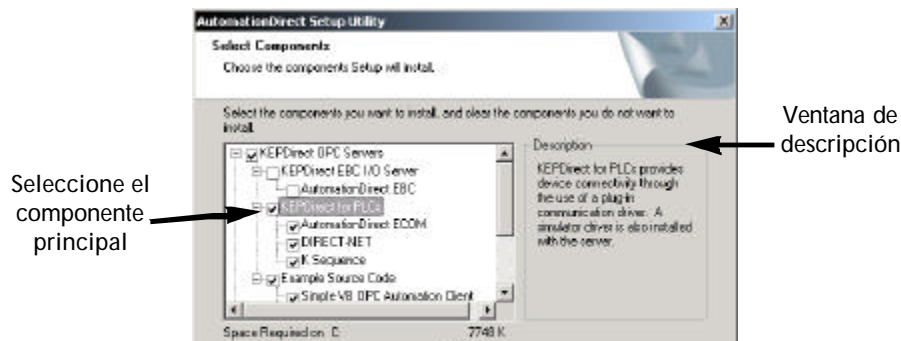 AutomationDirect Setup Utility
Select Components
Choose the components Setup will install.
Select the components you want to install, and clear the components you do not want to
install.
KEPDirect OPC Servers
KEPDirect EBC I/O Server
AutomationDirect EBC
KEPDirect for PLCs
AutomationDirect ECOM
DIRECT-NET
K Sequence
Example Source Code
Simple VB OPC Automation Client
Description
KEPDirect for PLCs provides
device connectivity through
the use of a plug-in
communication driver. A
simulator driver is also installed
with the server.
Space Required on C: 7748 K
Seleccione el
componente
principal
Ventana de
descripción